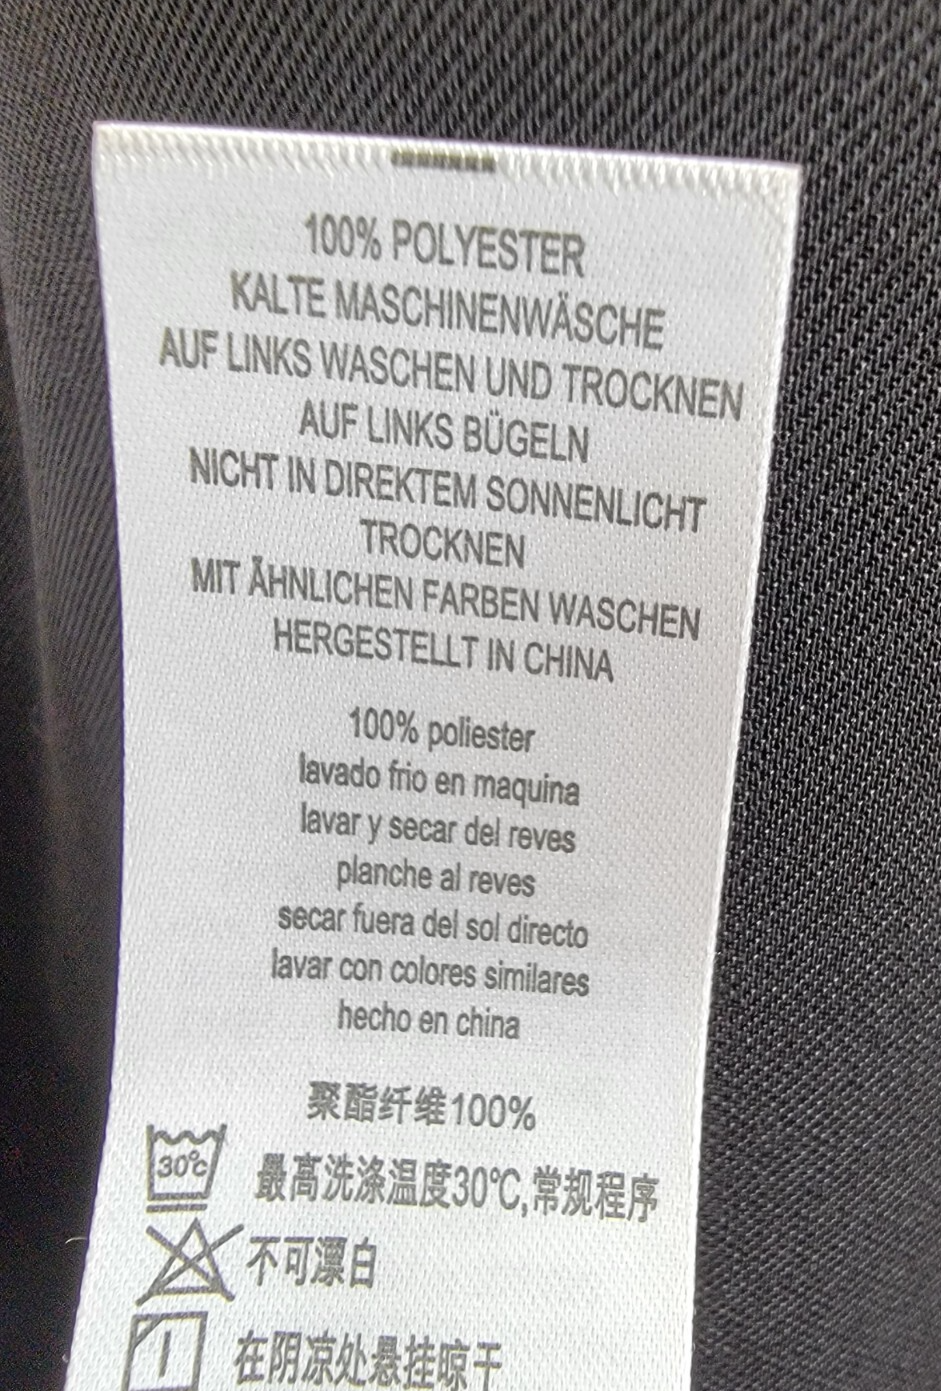 100% POLYESTER
KALTE MASCHINENWÄSCHE
AUF LINKS WASCHEN UND TROCKNEN
AUF LINKS BÜGELN
NICHT IN DIREKTEM SONNENLICHT
TROCKNEN
MIT ÄHNLICHEN FARBEN WASCHEN
HERGESTELLT IN CHINA
100% poliester
lavado frio en maquina
lavar y secar del reves
planche al reves
secar fuera del sol directo
lavar con colores similares
hecho en china
聚酯纤维100%
30℃ 最高洗涤温度30℃,常规程序
不可漂白
在阴凉处悬挂晾干